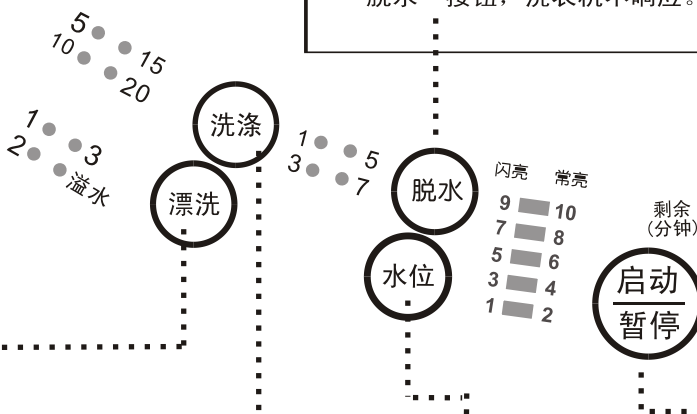 脱水"按钮,洗衣机不响应。
5
10
15
20
1
2
3
溢水
洗涤
漂洗
1
3
5
7
脱水
水位
闪亮 常亮
9 10
7 8
5 6
3 4
1 2
剩余
(分钟)
启动
暂停